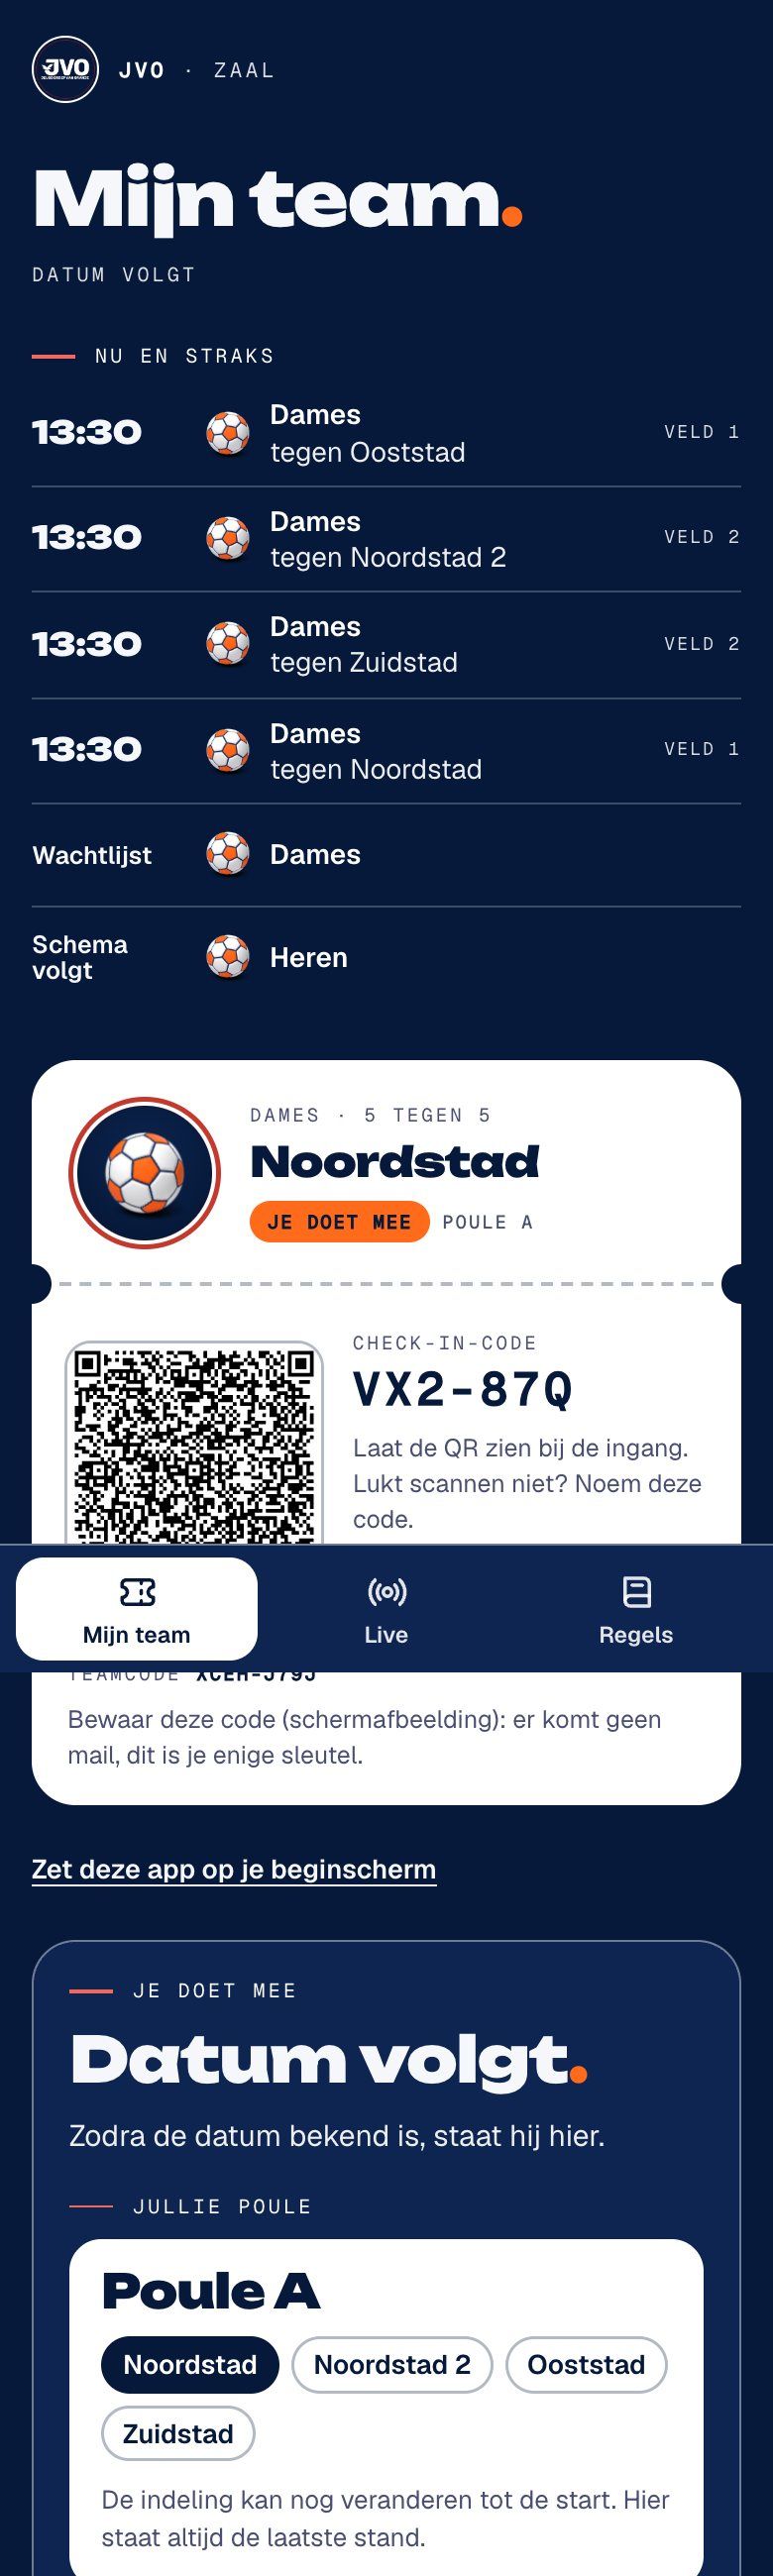 JVO
JVO · ZAAL
Mijn team.
DATUM VOLGT
NU EN STRAKS
13:30 Dames tegen Ooststad VELD 1
13:30 Dames tegen Noordstad 2 VELD 2
13:30 Dames tegen Zuidstad VELD 2
13:30 Dames tegen Noordstad VELD 1
Wachtlijst Dames
Schema volgt Heren
DAMES · 5 TEGEN 5
Noordstad
JE DOET MEE POULE A
CHECK-IN-CODE
VX2-87Q
Laat de QR zien bij de ingang.
Lukt scannen niet? Noem deze
code.
Mijn team Live Regels
TEAMCODE XCEH-J79J
Bewaar deze code (schermafbeelding): er komt geen
mail, dit is je enige sleutel.
Zet deze app op je beginscherm
JE DOET MEE
Datum volgt.
Zodra de datum bekend is, staat hij hier.
JULLIE POULE
Poule A
Noordstad Noordstad 2 Ooststad
Zuidstad
De indeling kan nog veranderen tot de start. Hier
staat altijd de laatste stand.